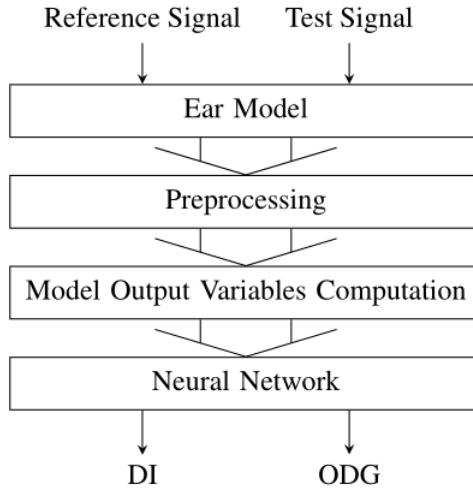 Reference Signal Test Signal
Ear Model
Preprocessing
Model Output Variables Computation
Neural Network
DI ODG